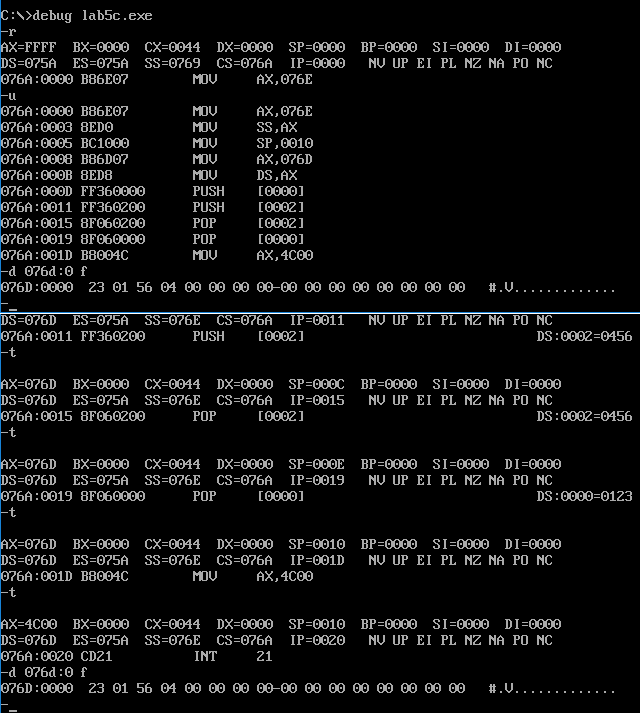 C:\>debug lab5c.exe
-r
AX=FFFF  BX=0000  CX=0044  DX=0000  SP=0000  BP=0000  SI=0000  DI=0000
DS=075A  ES=075A  SS=0769  CS=076A  IP=0000   NV UP EI PL NZ NA PO NC
076A:0000 B86E07        MOV     AX,076E
-u
076A:0000 B86E07        MOV     AX,076E
076A:0003 8ED0          MOV     SS,AX
076A:0005 BC1000        MOV     SP,0010
076A:0008 B86D07        MOV     AX,076D
076A:000B 8ED8          MOV     DS,AX
076A:000D FF360000      PUSH    [0000]
076A:0011 FF360200      PUSH    [0002]
076A:0015 8F060200      POP     [0002]
076A:0019 8F060000      POP     [0000]
076A:001D B8004C        MOV     AX,4C00
-d 076d:0 f
076D:0000  23 01 56 04 00 00 00 00-00 00 00 00 00 00 00 00   #.V.............
-_
DS=076D  ES=075A  SS=076E  CS=076A  IP=0011   NV UP EI PL NZ NA PO NC
076A:0011 FF360200      PUSH    [0002]                             DS:0002=0456
-t
AX=076D  BX=0000  CX=0044  DX=0000  SP=000C  BP=0000  SI=0000  DI=0000
DS=076D  ES=075A  SS=076E  CS=076A  IP=0015   NV UP EI PL NZ NA PO NC
076A:0015 8F060200      POP     [0002]                             DS:0002=0456
-t
AX=076D  BX=0000  CX=0044  DX=0000  SP=000E  BP=0000  SI=0000  DI=0000
DS=076D  ES=075A  SS=076E  CS=076A  IP=0019   NV UP EI PL NZ NA PO NC
076A:0019 8F060000      POP     [0000]                             DS:0000=0123
-t
AX=076D  BX=0000  CX=0044  DX=0000  SP=0010  BP=0000  SI=0000  DI=0000
DS=076D  ES=075A  SS=076E  CS=076A  IP=001D   NV UP EI PL NZ NA PO NC
076A:001D B8004C        MOV     AX,4C00
-t
AX=4C00  BX=0000  CX=0044  DX=0000  SP=0010  BP=0000  SI=0000  DI=0000
DS=076D  ES=075A  SS=076E  CS=076A  IP=0020   NV UP EI PL NZ NA PO NC
076A:0020 CD21          INT     21
-d 076d:0 f
076D:0000  23 01 56 04 00 00 00 00-00 00 00 00 00 00 00 00   #.V.............
-_